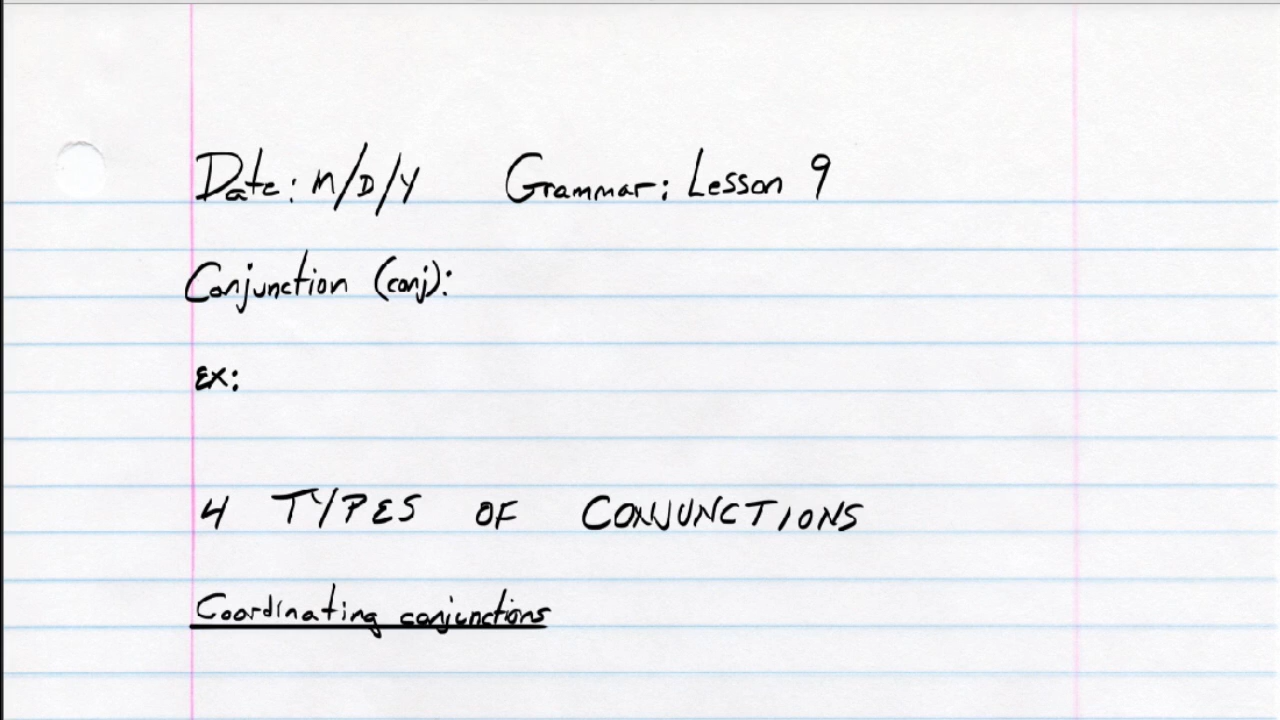 Date: M/D/Y Grammar: Lesson 9
Conjunction (conj):
Ex:
4 TYPES OF CONJUNCTIONS
Coordinating conjunctions